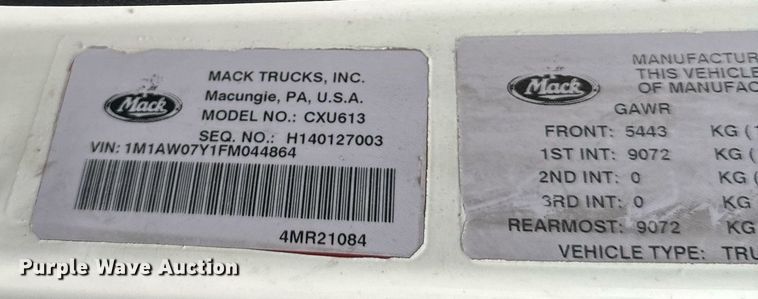 Mack
MACK TRUCKS, INC.
Macungie, PA, U.S.A.
MODEL NO.: CXU613
SEQ. NO.: H140127003
VIN: 1M1AW07Y1FM044864
4MR21084
Mack
MANUFACTUR
THIS VEHICLE
OF MANUFAC
GAWR
FRONT: 5443 KG (
1ST INT: 9072 KG (
2ND INT: 0 KG (
3RD INT: 0 KG (
REARMOST: 9072 KG
VEHICLE TYPE: TRU
Purple Wave Auction